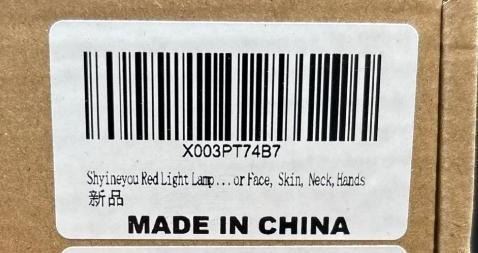 X003PT74B7
Shyineyou Red Light Lamp...or Face, Skin, Neck, Hands
新品
MADE IN CHINA